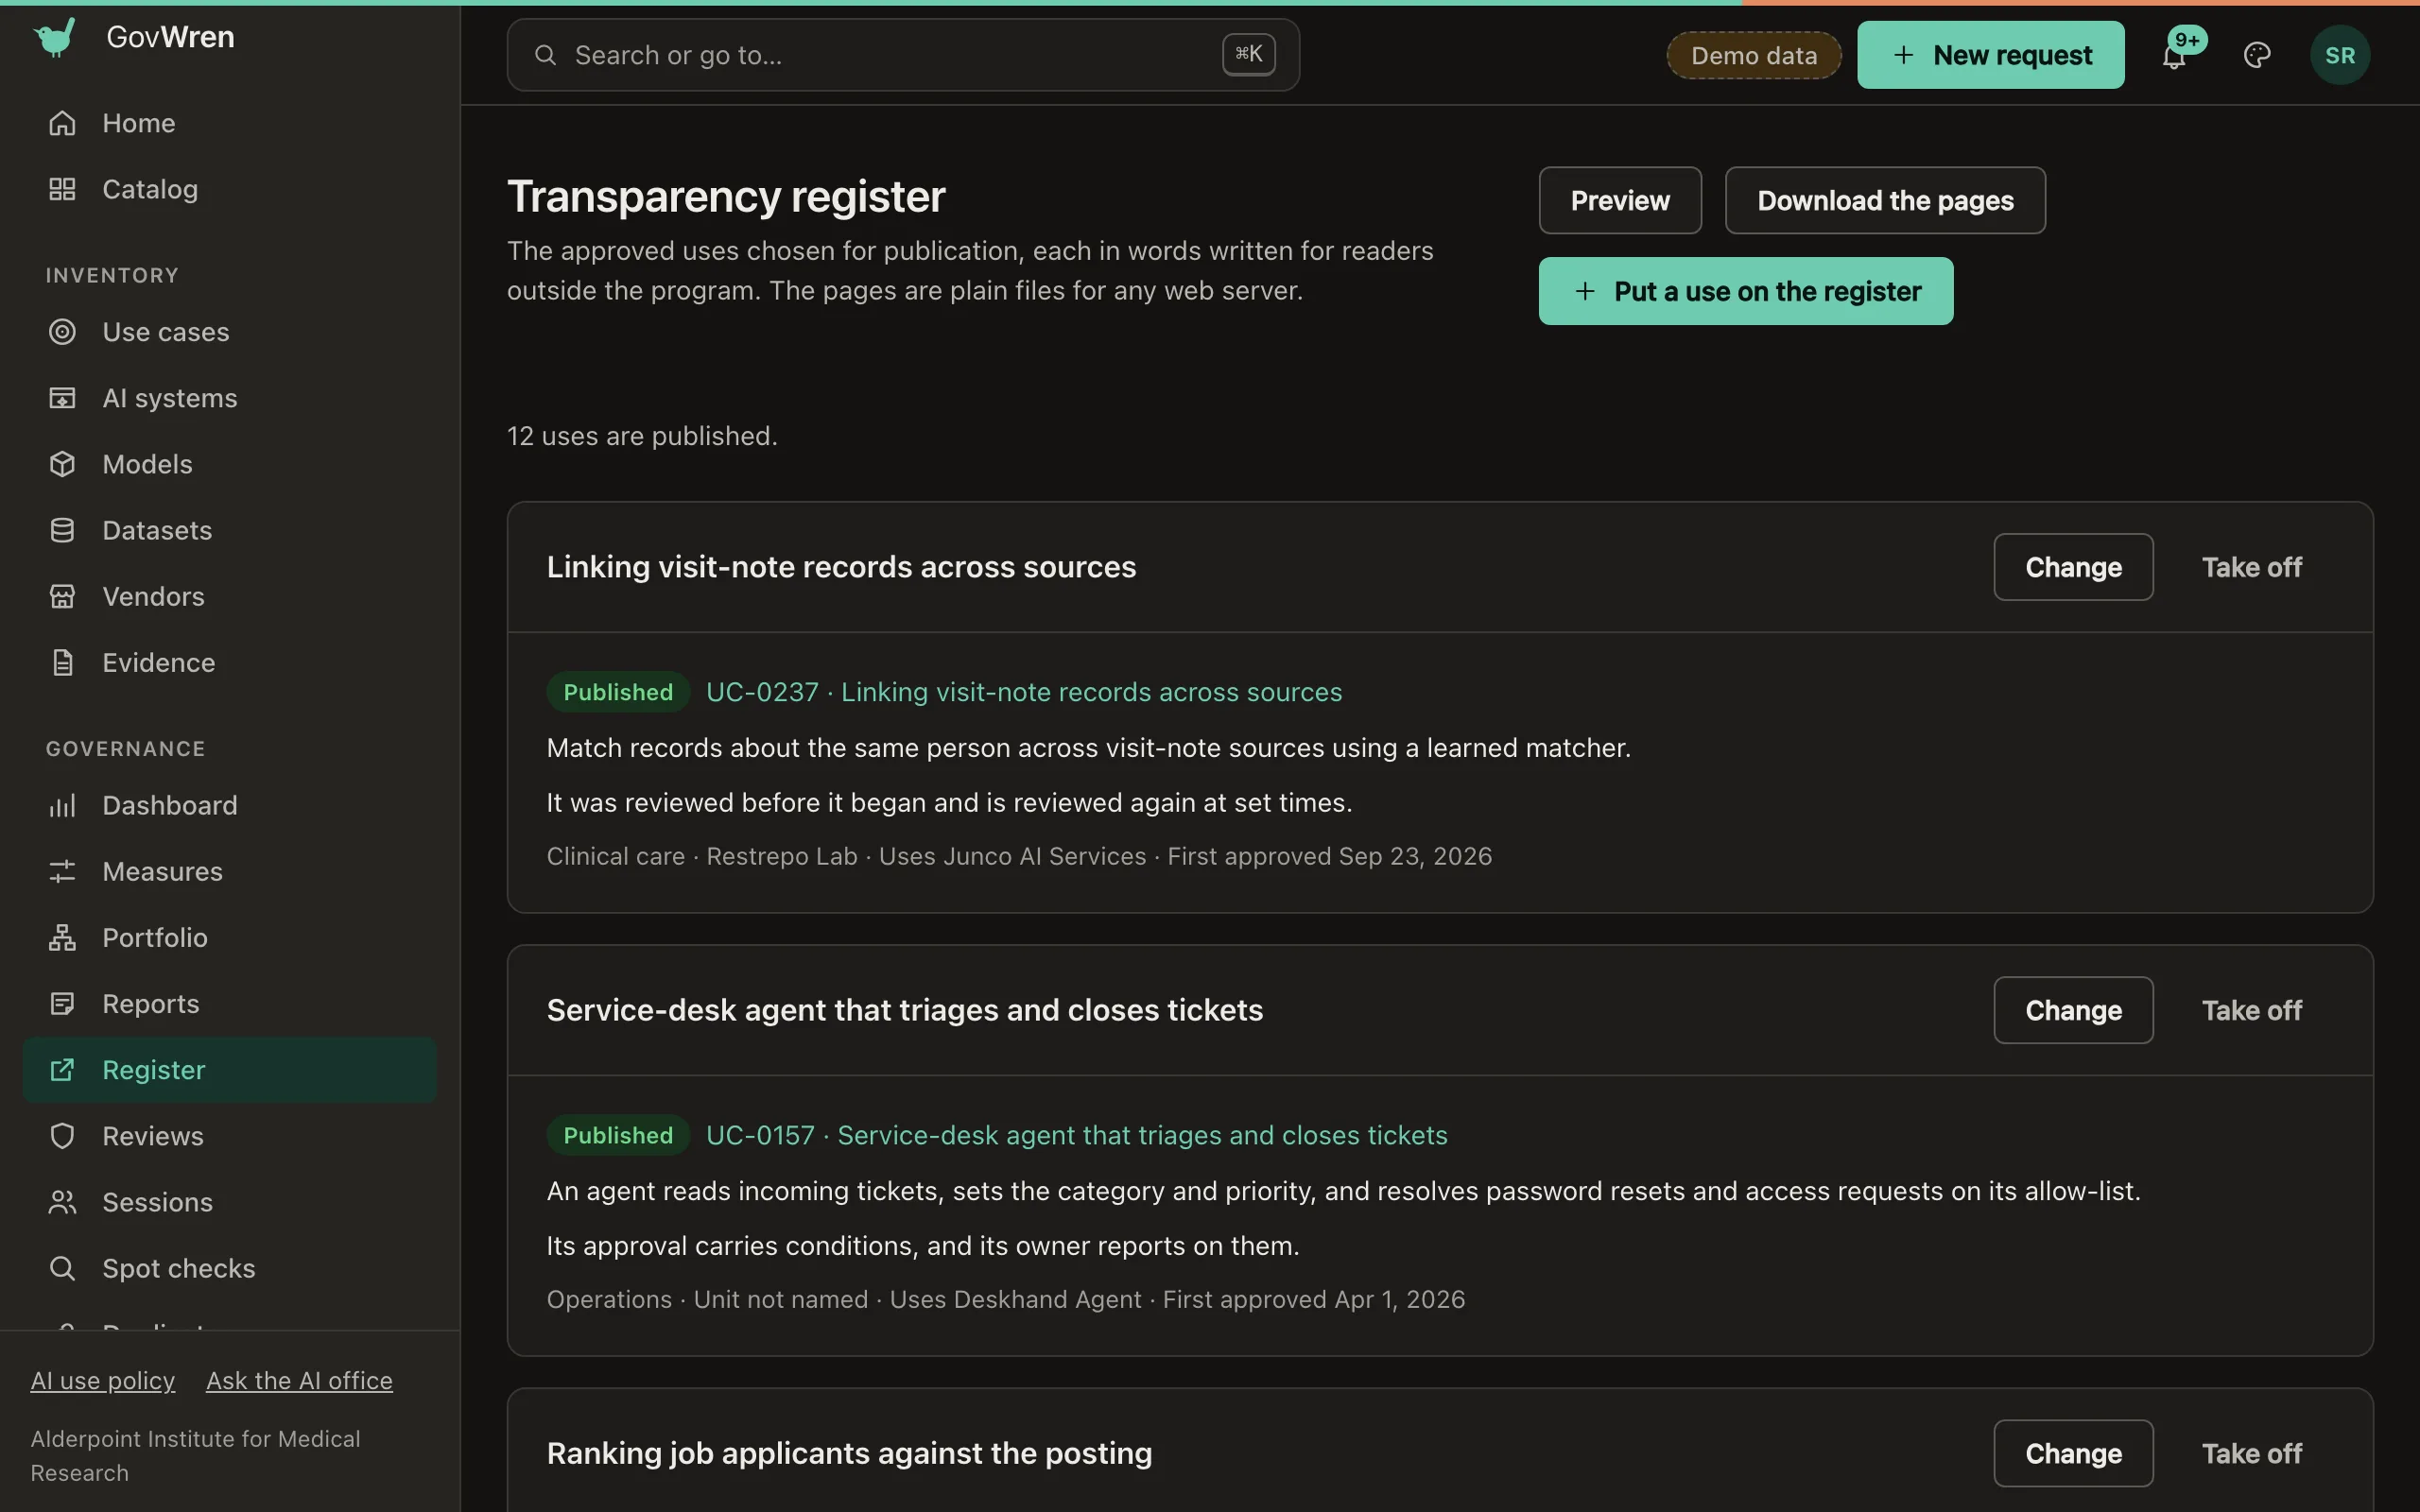 GovWren
Search or go to...
⌘K
Demo data
+ New request
9+
SR
Home
Catalog
INVENTORY
Use cases
AI systems
Models
Datasets
Vendors
Evidence
GOVERNANCE
Dashboard
Measures
Portfolio
Reports
Register
Reviews
Sessions
Spot checks
AI use policy
Ask the AI office
Alderpoint Institute for Medical
Research
Transparency register
The approved uses chosen for publication, each in words written for readers
outside the program. The pages are plain files for any web server.
Preview
Download the pages
+ Put a use on the register
12 uses are published.
Linking visit-note records across sources
Change
Take off
Published
UC-0237 · Linking visit-note records across sources
Match records about the same person across visit-note sources using a learned matcher.
It was reviewed before it began and is reviewed again at set times.
Clinical care · Restrepo Lab · Uses Junco AI Services · First approved Sep 23, 2026
Service-desk agent that triages and closes tickets
Change
Take off
Published
UC-0157 · Service-desk agent that triages and closes tickets
An agent reads incoming tickets, sets the category and priority, and resolves password resets and access requests on its allow-list.
Its approval carries conditions, and its owner reports on them.
Operations · Unit not named · Uses Deskhand Agent · First approved Apr 1, 2026
Ranking job applicants against the posting
Change
Take off